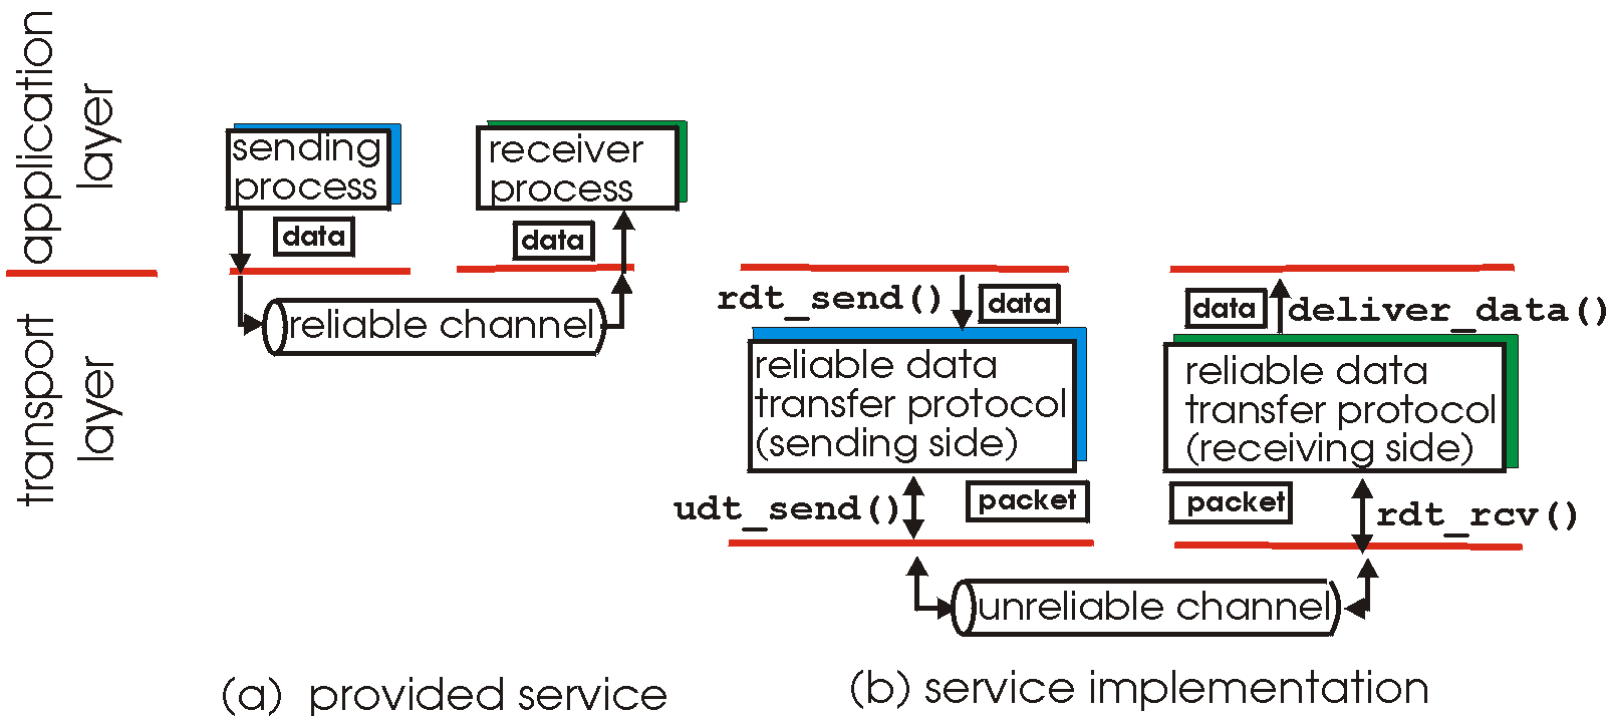 application
layer
transport
layer
sending
process
data
receiver
process
data
reliable channel
(a) provided service
rdt_send()
data
reliable data
transfer protocol
(sending side)
udt_send()
packet
data
deliver_data()
reliable data
transfer protocol
(receiving side)
packet
rdt_rcv()
unreliable channel
(b) service implementation